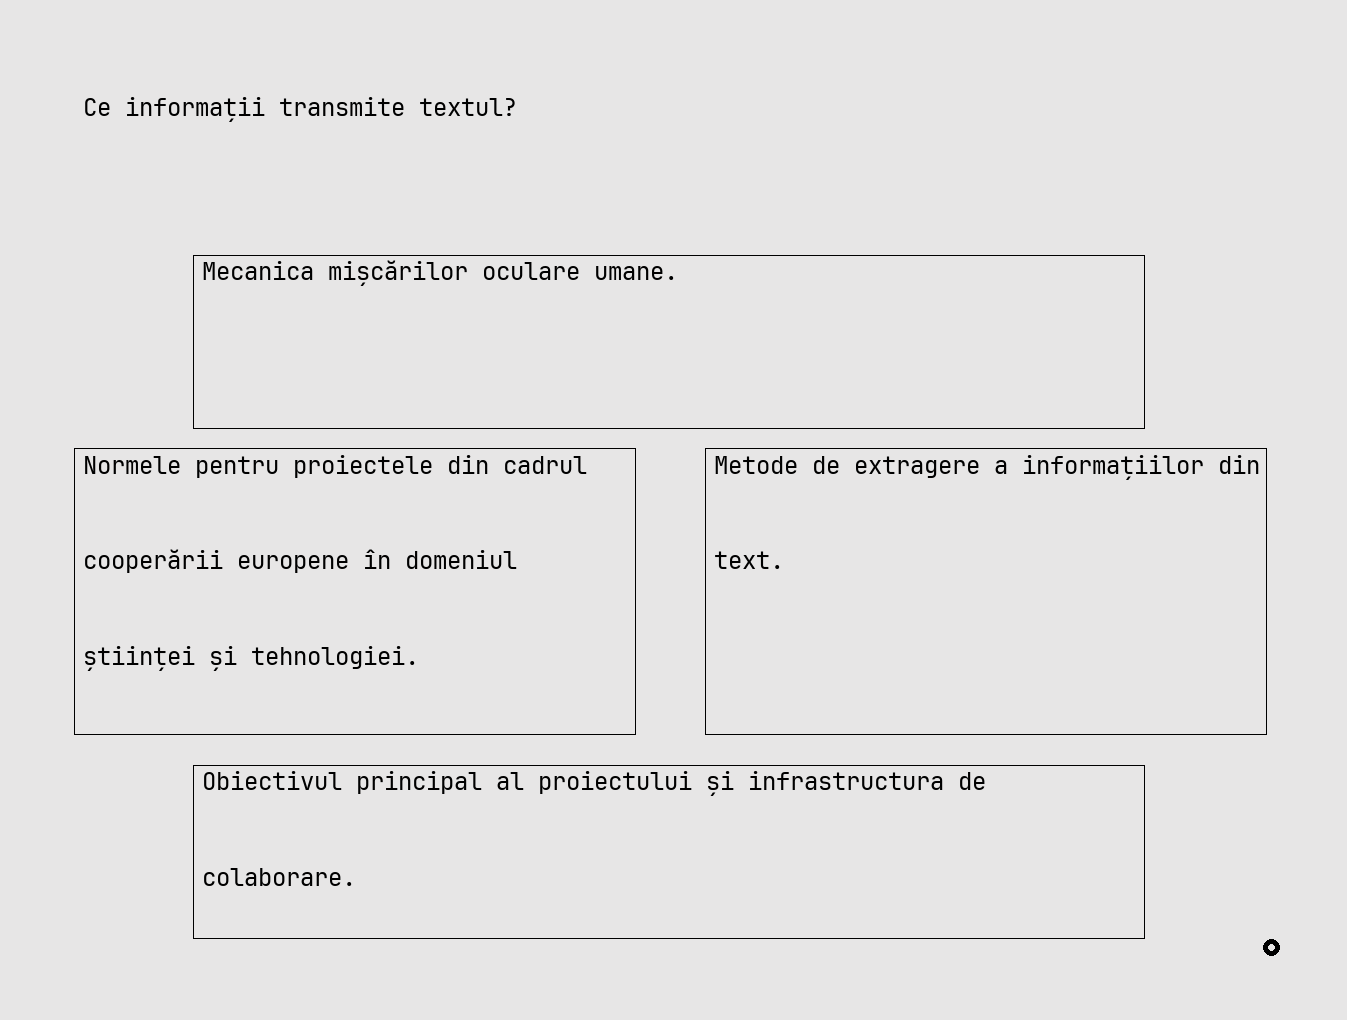 Ce informații transmite textul?
Mecanica mișcărilor oculare umane.
Normele pentru proiectele din cadrul
cooperării europene în domeniul
științei și tehnologiei.
Metode de extragere a informațiilor din
text.
Obiectivul principal al proiectului și infrastructura de
colaborare.